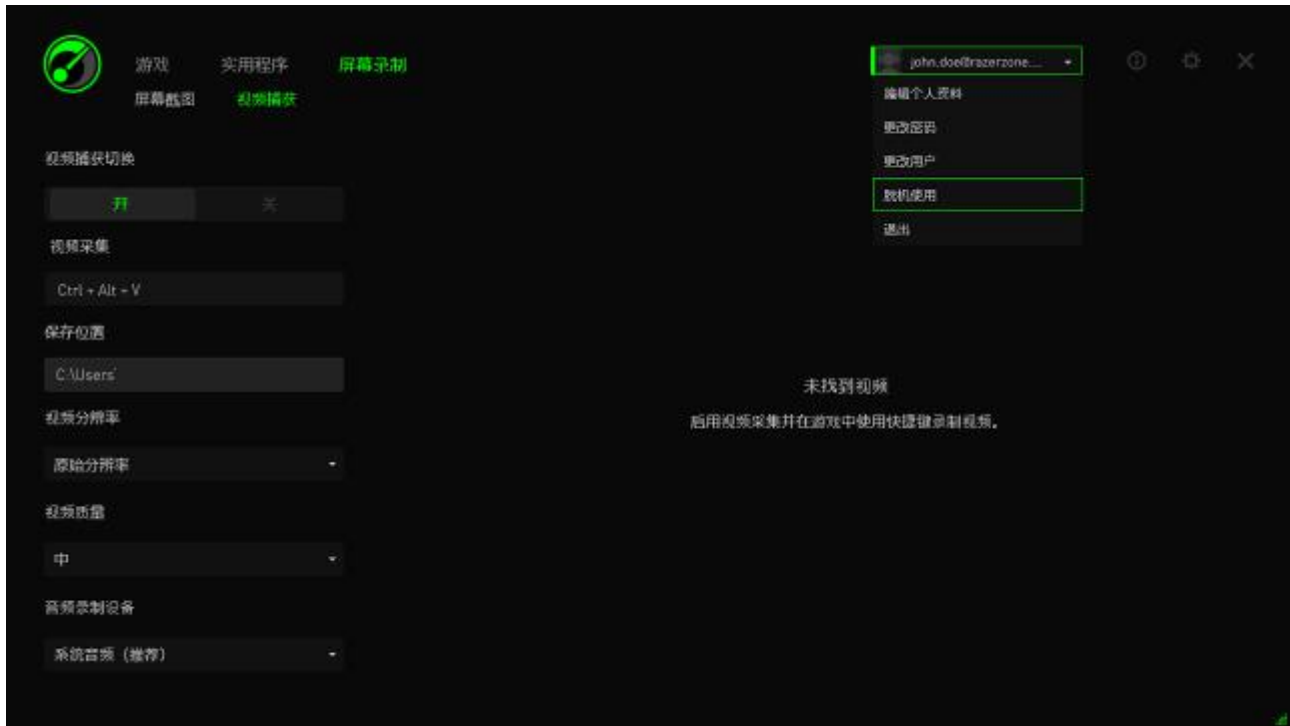 游戏 实用程序 屏幕录制
john.doe@razerzone....
屏幕截图 视频捕获
编辑个人资料
更改密码
更改用户
脱机使用
退出
视频捕获切换
开 关
视频采集
Ctrl + Alt + V
保存位置
C:\Users\
视频分辨率
原始分辨率
视频质量
中
音频录制设备
系统音频（推荐）
未找到视频
启用视频采集并在游戏中使用快捷键录制视频。